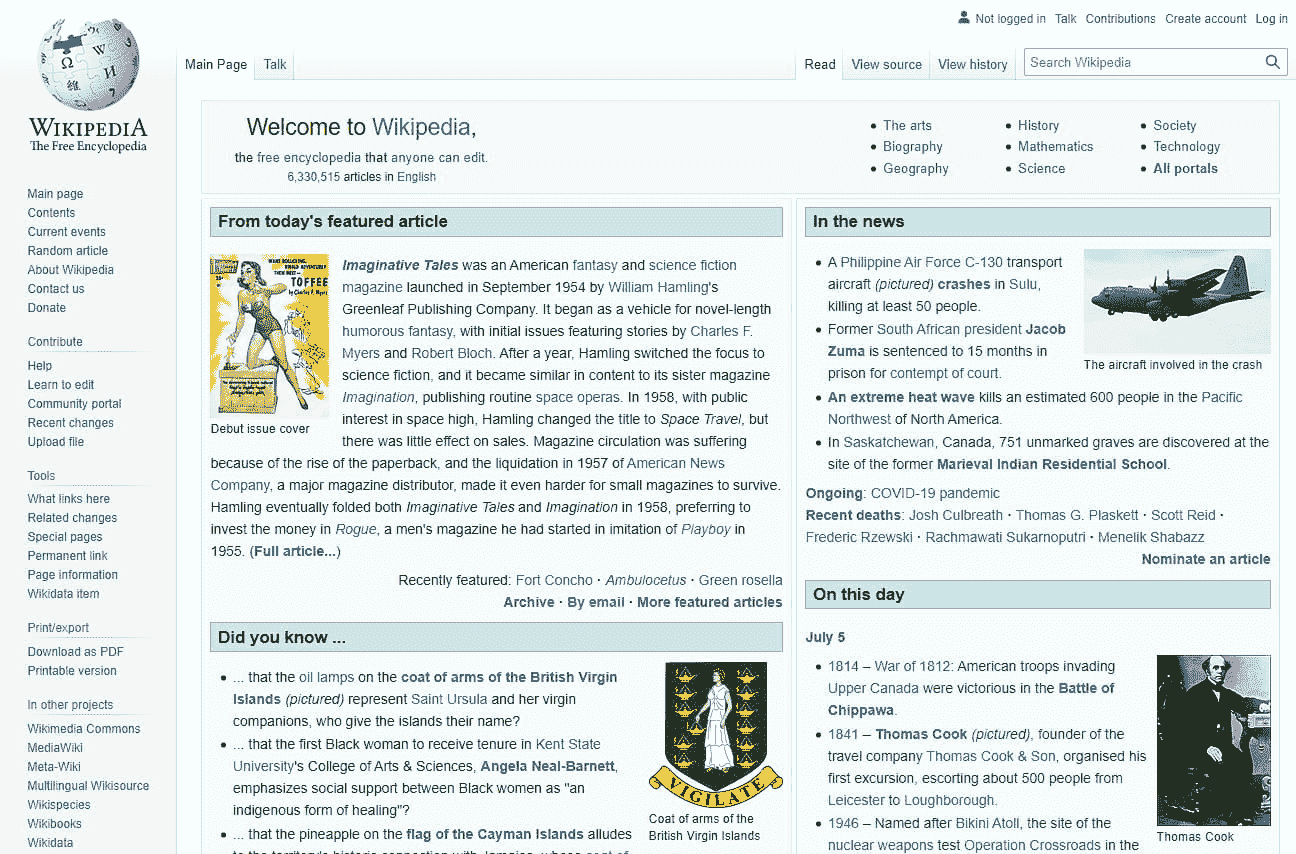 Not logged in Talk Contributions Create account Log in
Main Page Talk Read View source View history Search Wikipedia
WIKIPEDIA
The Free Encyclopedia
Main page
Contents
Current events
Random article
About Wikipedia
Contact us
Donate
Contribute
Help
Learn to edit
Community portal
Recent changes
Upload file
Tools
What links here
Related changes
Special pages
Permanent link
Page information
Wikidata item
Print/export
Download as PDF
Printable version
In other projects
Wikimedia Commons
MediaWiki
Meta-Wiki
Multilingual Wikisource
Wikispecies
Wikibooks
Wikidata
Welcome to Wikipedia,
the free encyclopedia that anyone can edit.
6,330,515 articles in English
The arts
Biography
Geography
History
Mathematics
Science
Society
Technology
All portals
From today's featured article
TOFFEE
Debut issue cover
Imaginative Tales was an American fantasy and science fiction
magazine launched in September 1954 by William Hamling's
Greenleaf Publishing Company. It began as a vehicle for novel-length
humorous fantasy, with initial issues featuring stories by Charles F.
Myers and Robert Bloch. After a year, Hamling switched the focus to
science fiction, and it became similar in content to its sister magazine
Imagination, publishing routine space operas. In 1958, with public
interest in space high, Hamling changed the title to Space Travel, but
there was little effect on sales. Magazine circulation was suffering
because of the rise of the paperback, and the liquidation in 1957 of American News
Company, a major magazine distributor, made it even harder for small magazines to survive.
Hamling eventually folded both Imaginative Tales and Imagination in 1958, preferring to
invest the money in Rogue, a men's magazine he had started in imitation of Playboy in
1955. (Full article...)
Recently featured: Fort Concho · Ambulocetus · Green rosella
Archive · By email · More featured articles
Did you know ...
... that the oil lamps on the coat of arms of the British Virgin
Islands (pictured) represent Saint Ursula and her virgin
companions, who give the islands their name?
... that the first Black woman to receive tenure in Kent State
University's College of Arts & Sciences, Angela Neal-Barnett,
emphasizes social support between Black women as "an
indigenous form of healing"?
... that the pineapple on the flag of the Cayman Islands alludes
VIGILATE
Coat of arms of the
British Virgin Islands
In the news
A Philippine Air Force C-130 transport
aircraft (pictured) crashes in Sulu,
killing at least 50 people.
Former South African president Jacob
Zuma is sentenced to 15 months in
prison for contempt of court.
The aircraft involved in the crash
An extreme heat wave kills an estimated 600 people in the Pacific
Northwest of North America.
In Saskatchewan, Canada, 751 unmarked graves are discovered at the
site of the former Marieval Indian Residential School.
Ongoing: COVID-19 pandemic
Recent deaths: Josh Culbreath · Thomas G. Plaskett · Scott Reid ·
Frederic Rzewski · Rachmawati Sukarnoputri · Menelik Shabazz
Nominate an article
On this day
July 5
1814 – War of 1812: American troops invading
Upper Canada were victorious in the Battle of
Chippawa.
1841 – Thomas Cook (pictured), founder of the
travel company Thomas Cook & Son, organised his
first excursion, escorting about 500 people from
Leicester to Loughborough.
1946 – Named after Bikini Atoll, the site of the
nuclear weapons test Operation Crossroads in the
Thomas Cook